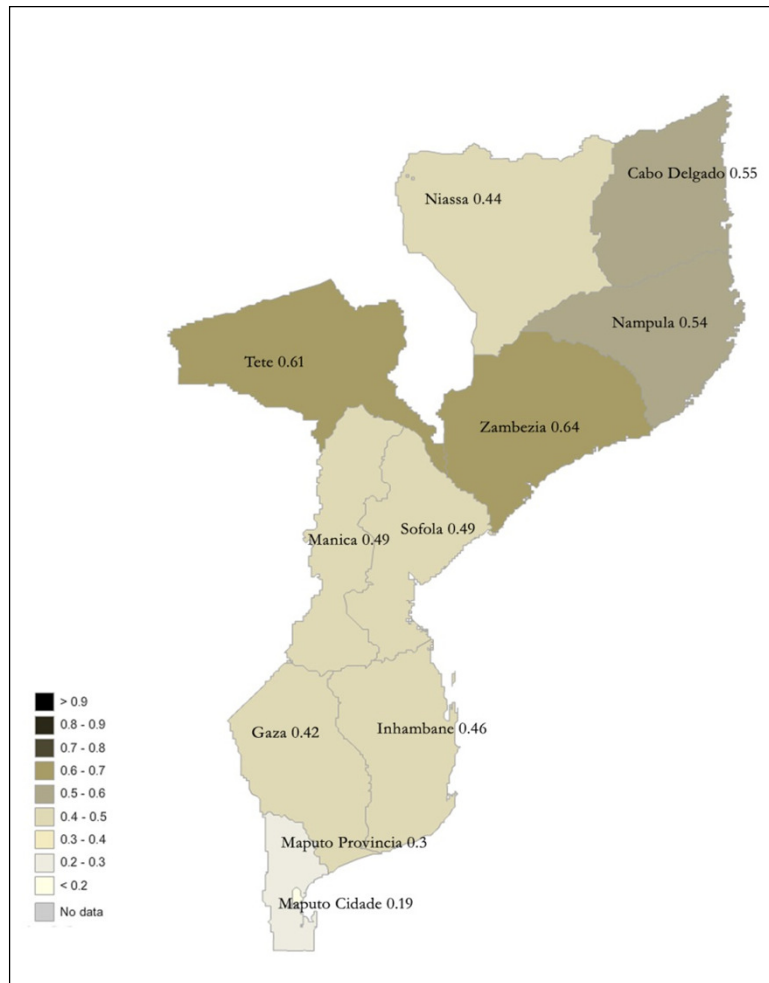 Cabo Delgado 0.55
Niassa 0.44
Nampula 0.54
Tete 0.61
Zambezia 0.64
Sofola 0.49
Manica 0.49
Inhambane 0.46
Gaza 0.42
Maputo Provincia 0.3
Maputo Cidade 0.19
> 0.9
0.8 - 0.9
0.7 - 0.8
0.6 - 0.7
0.5 - 0.6
0.4 - 0.5
0.3 - 0.4
0.2 - 0.3
< 0.2
No data